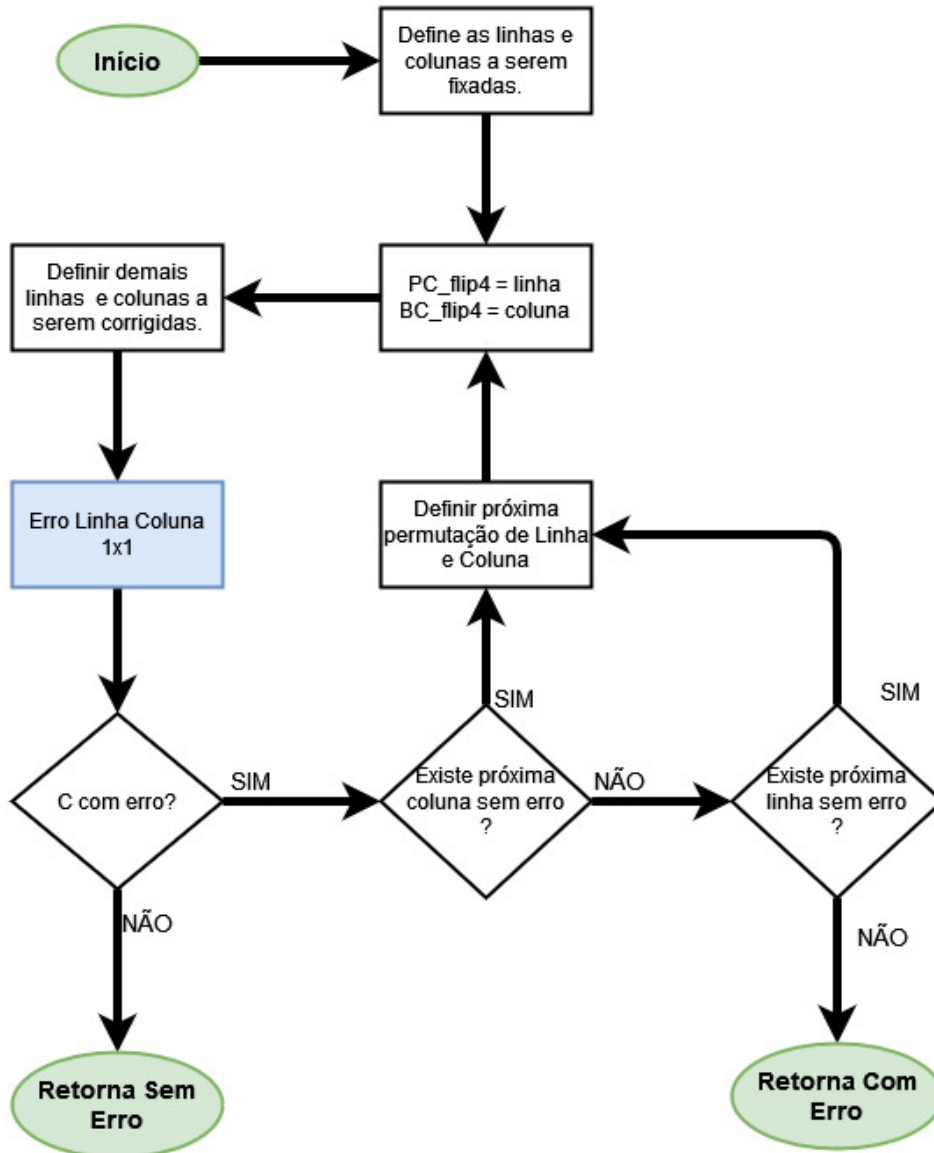 Início
Define as linhas e
colunas a serem
fixadas.
Definir demais
linhas e colunas a
serem corrigidas.
PC_flip4 = linha
BC_flip4 = coluna
Erro Linha Coluna
1x1
Definir próxima
permutação de Linha
e Coluna
SIM
SIM
C com erro?
SIM
Existe próxima
coluna sem erro
?
NÃO
Existe próxima
linha sem erro
?
NÃO
NÃO
Retorna Sem
Erro
Retorna Com
Erro